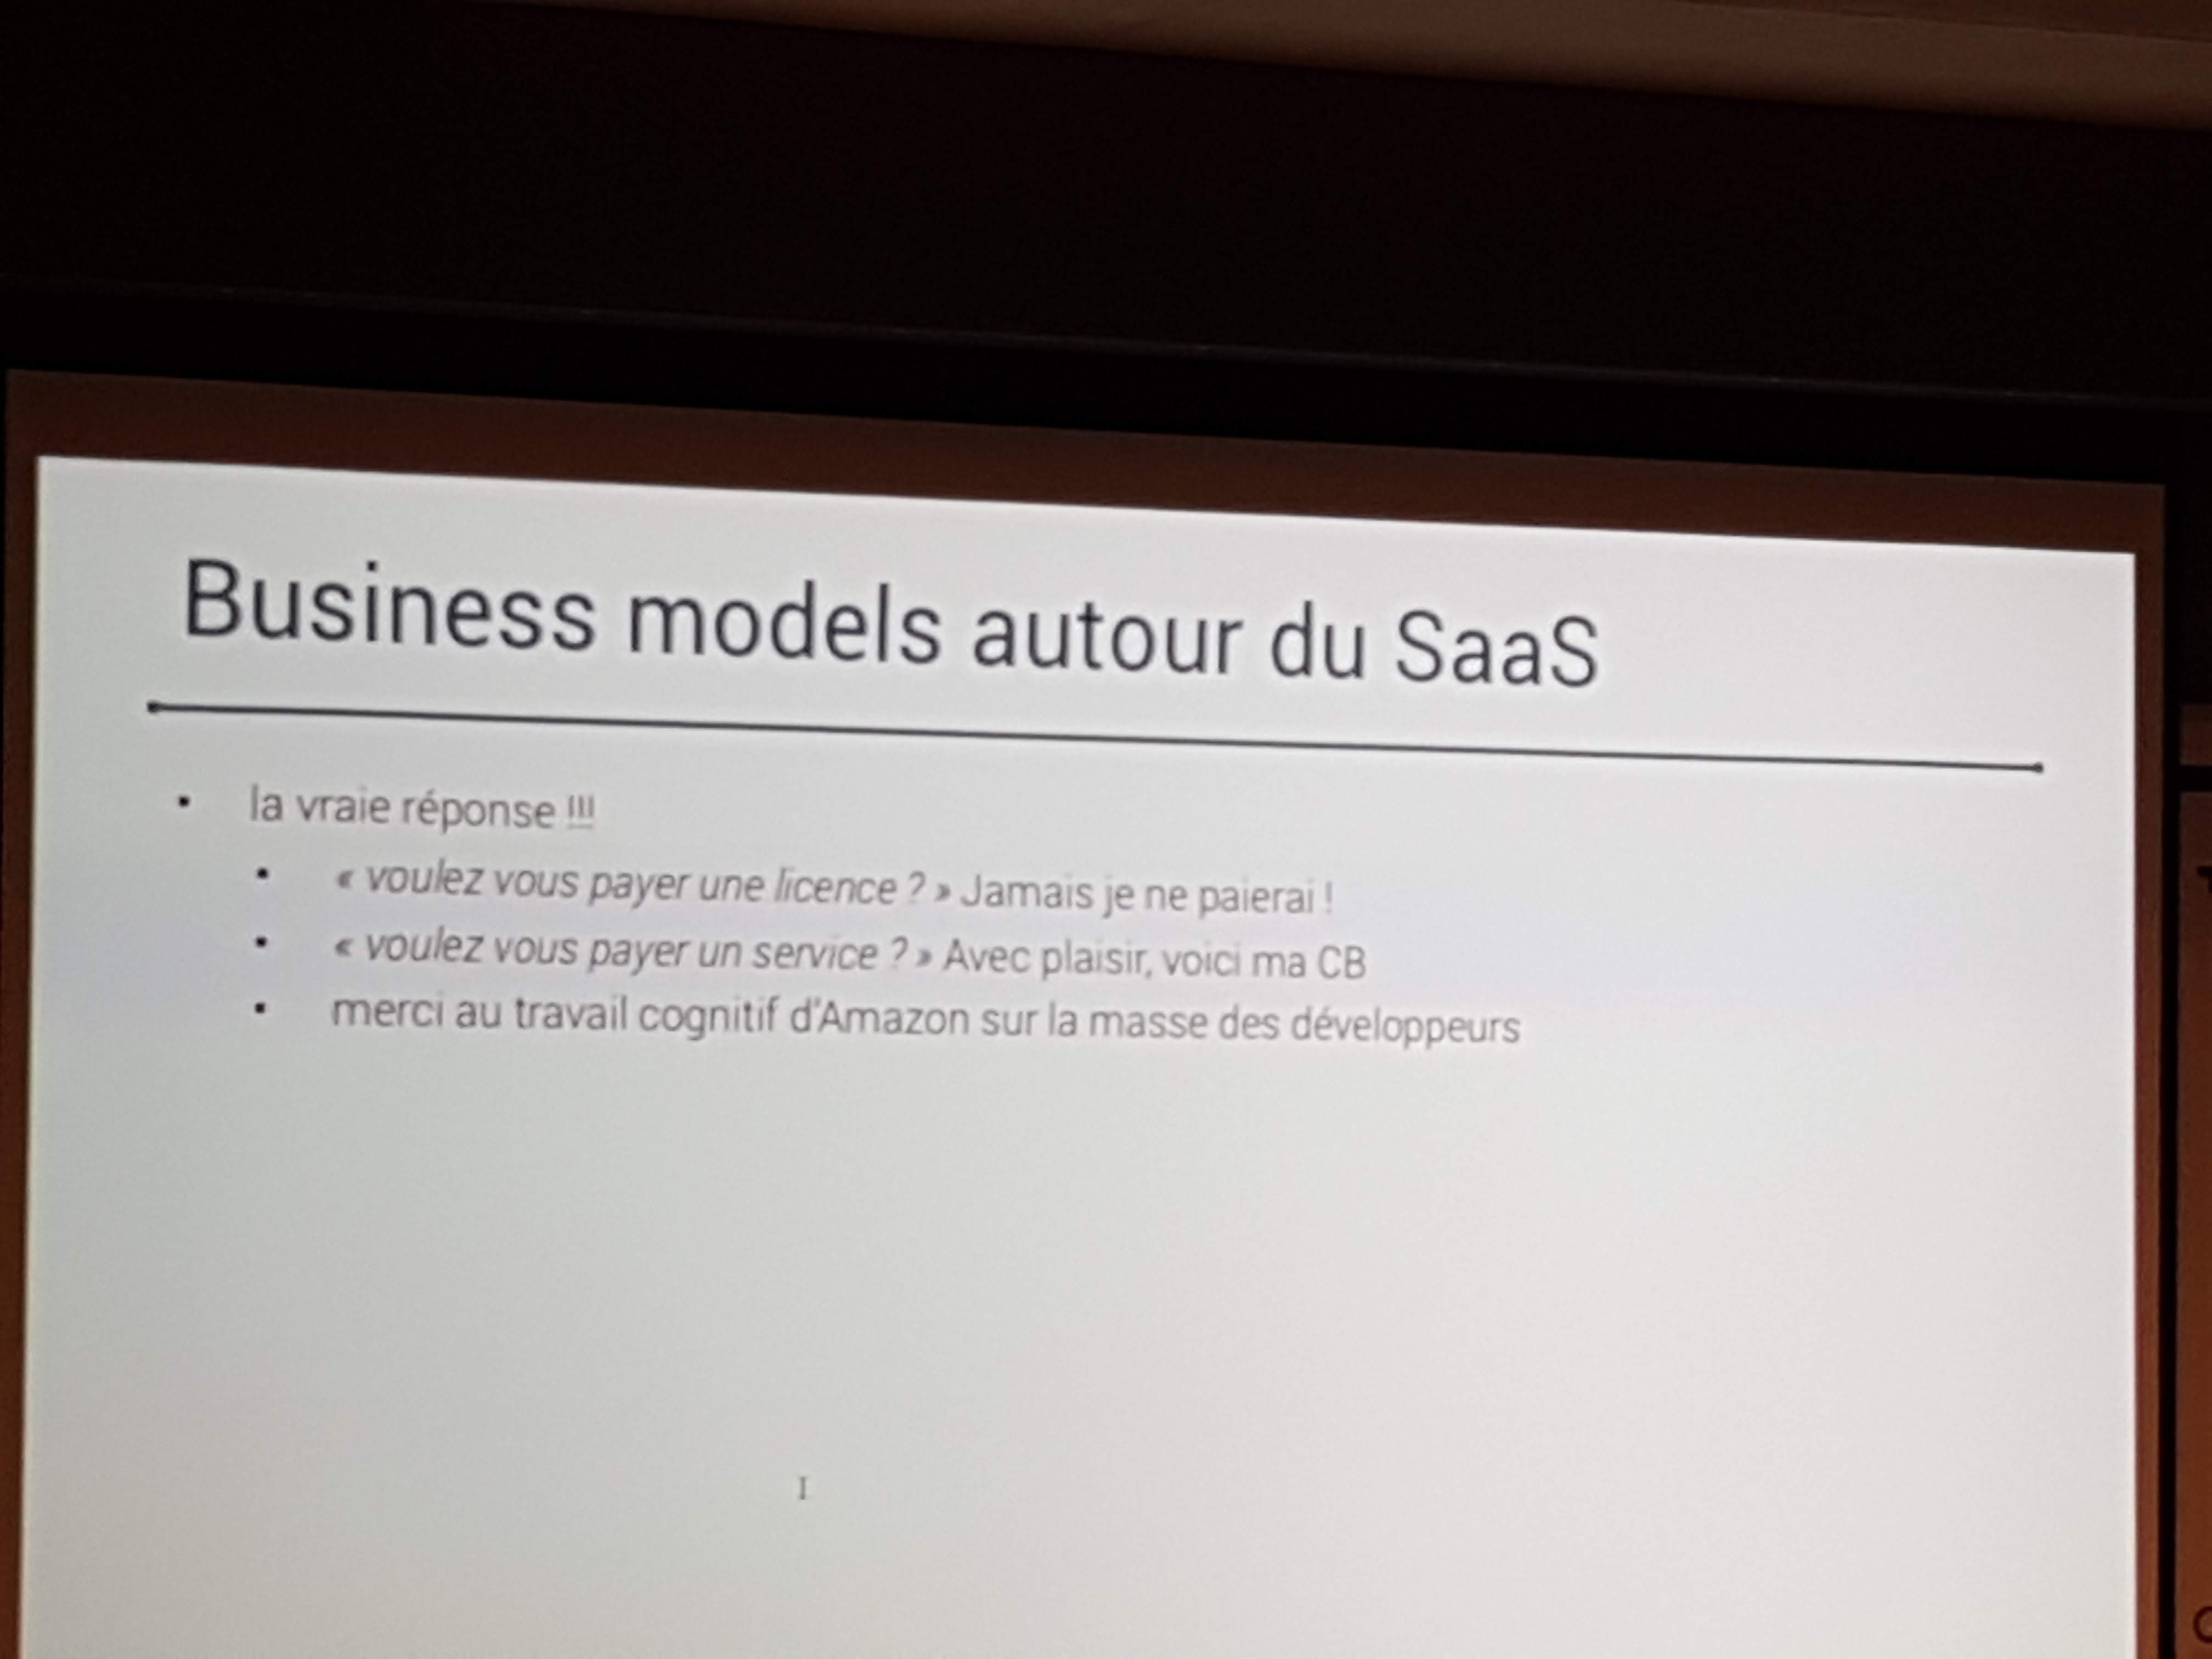 Business models autour du SaaS
la vraie réponse !!!
« voulez vous payer une licence ? » Jamais je ne paierai !
« voulez vous payer un service ? » Avec plaisir, voici ma CB
merci au travail cognitif d'Amazon sur la masse des développeurs